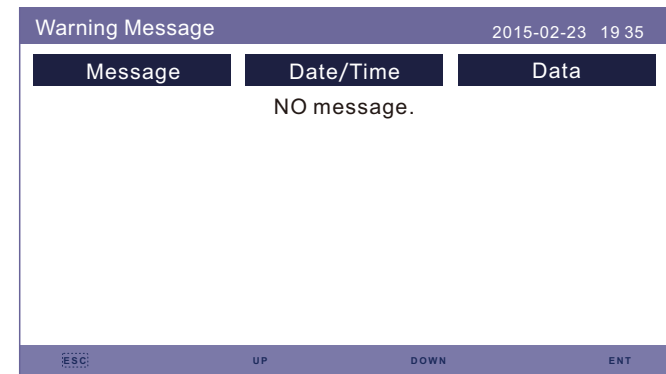 Warning Message 2015-02-23 19 35
Message Date/Time Data
NO message.
ESC UP DOWN ENT